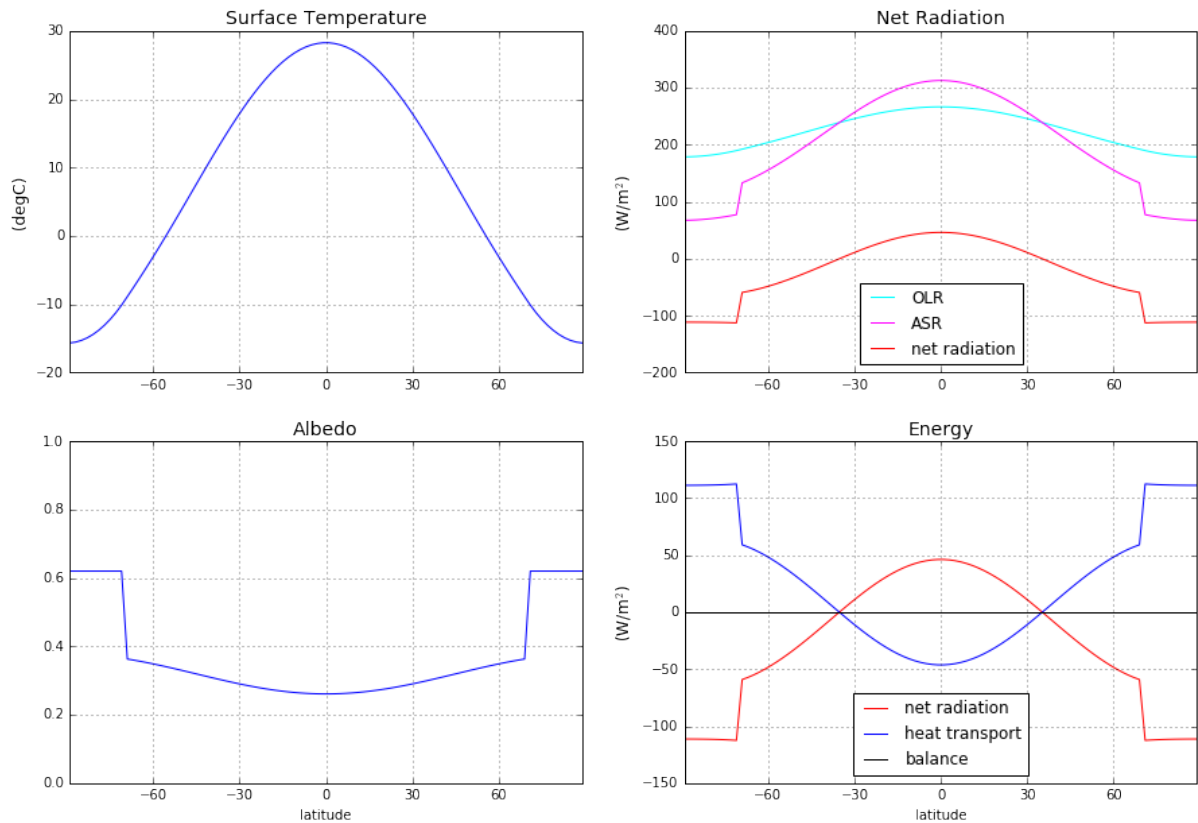 Surface Temperature
30
20
10
0
−10
−20
(degC)
−60 −30 0 30 60
Net Radiation
400
300
200
100
0
−100
−200
(W/m²)
OLR
ASR
net radiation
−60 −30 0 30 60
Albedo
1.0
0.8
0.6
0.4
0.2
0.0
−60 −30 0 30 60
latitude
Energy
150
100
50
0
−50
−100
−150
(W/m²)
net radiation
heat transport
balance
−60 −30 0 30 60
latitude